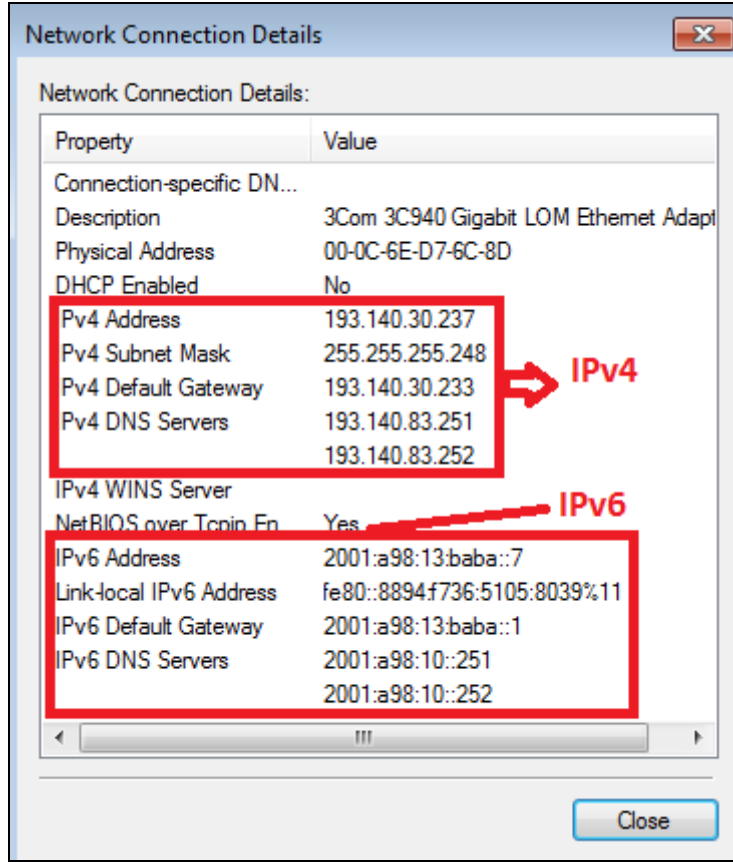 Network Connection Details
Network Connection Details:
Property Value
Connection-specific DN...
Description 3Com 3C940 Gigabit LOM Ethernet Adapt
Physical Address 00-0C-6E-D7-6C-8D
DHCP Enabled No
Pv4 Address 193.140.30.237
Pv4 Subnet Mask 255.255.255.248
IPv4
Pv4 Default Gateway 193.140.30.233
Pv4 DNS Servers 193.140.83.251
193.140.83.252
IPv4 WINS Server
IPv6
NetBIOS over Tcpip En Yes
IPv6 Address 2001:a98:13:baba::7
Link-local IPv6 Address fe80::8894:f736:5105:8039%11
IPv6 Default Gateway 2001:a98:13:baba::1
IPv6 DNS Servers 2001:a98:10::251
2001:a98:10::252
Close